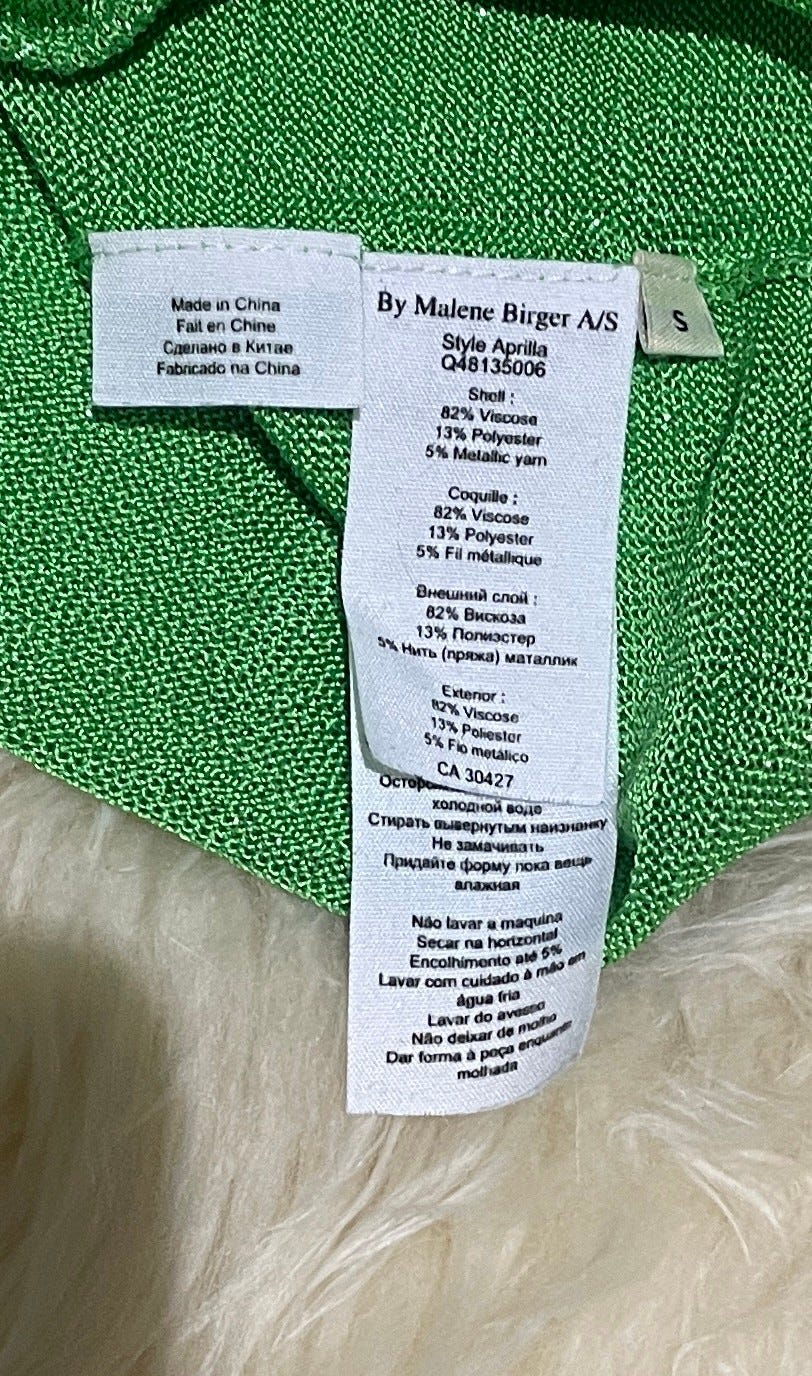 Made in China
Fait en Chine
Сделано в Китае
Fabricado na China
By Malene Birger A/S
Style Aprilla
Q48135006
Shell :
82% Viscose
13% Polyester
5% Metallic yarn
Coquille :
82% Viscose
13% Polyester
5% Fil métallique
Внешний слой :
82% Вискоза
13% Полиэстер
5% Нить (пряжа) маталлик
Exterior :
82% Viscose
13% Poliester
5% Fio metálico
CA 30427
S
холодной воде
Стирать вывернутым наизнанку
Не замачивать
Придайте форму пока вещь
влажная
Não lavar a maquina
Secar na horizontal
Encolhimento até 5%
Lavar com cuidado à mão em
água fria
Lavar do avesso
Não deixar de molho
Dar forma à peça enquanto
molhada